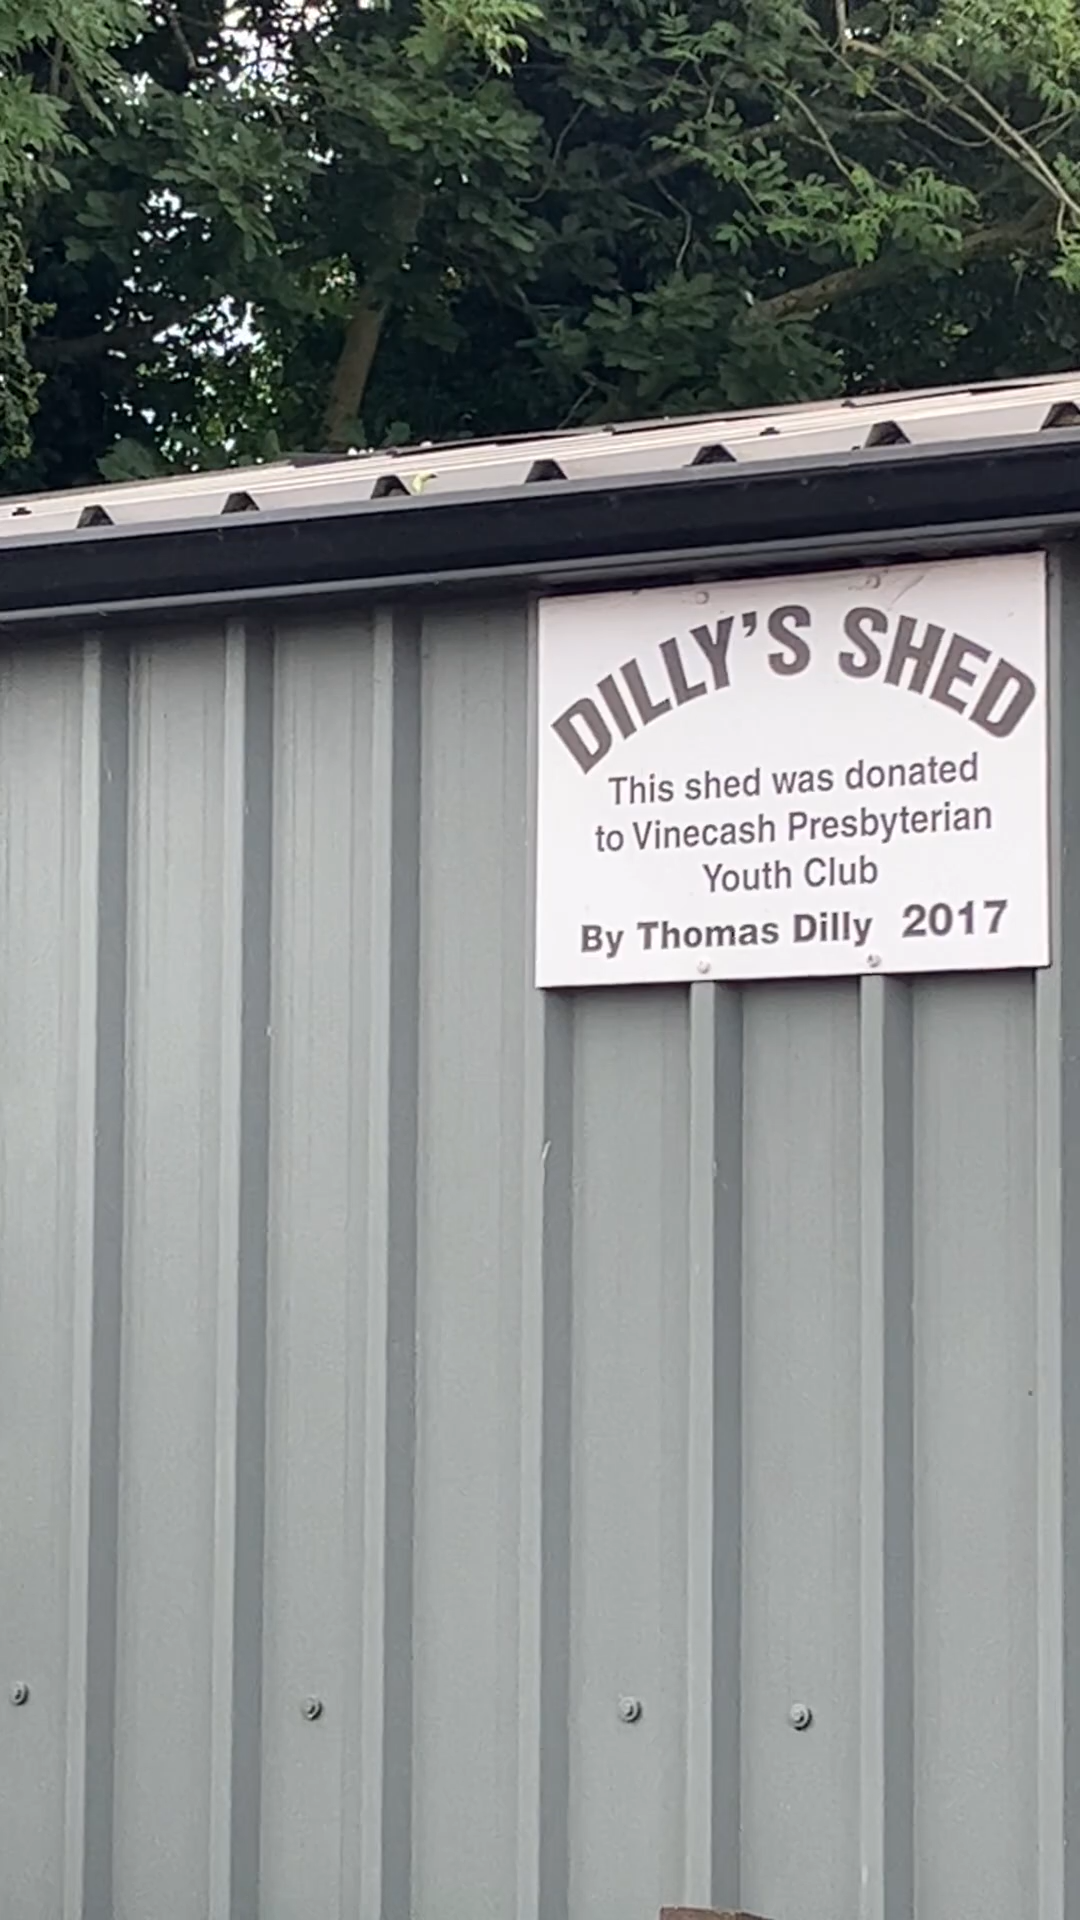 DILLY'S SHED
This shed was donated
to Vinecash Presbyterian
Youth Club
By Thomas Dilly 2017